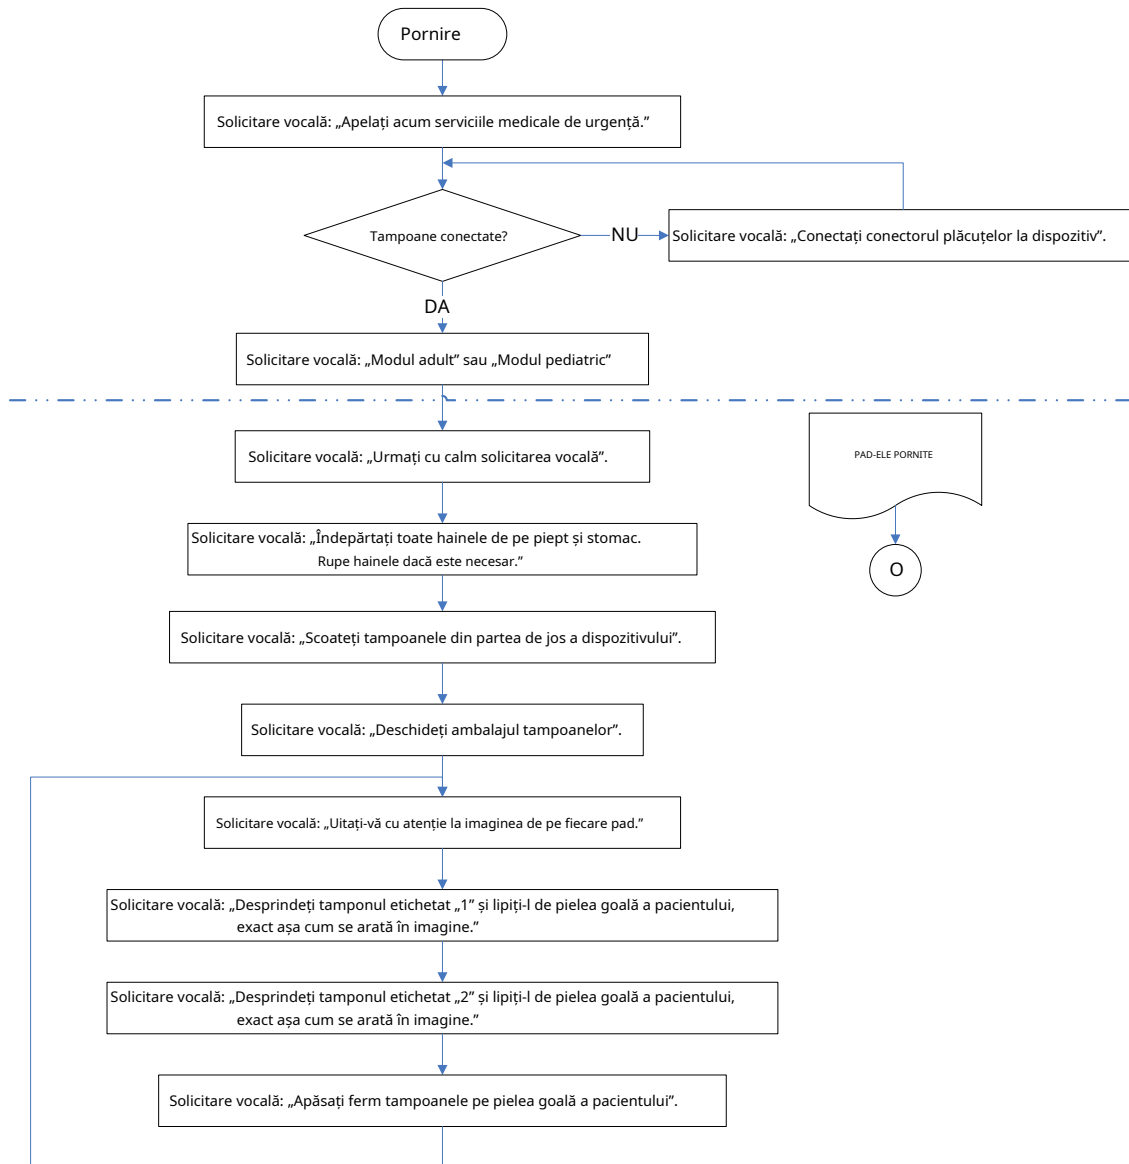 Pornire
Solicitare vocală: „Apelați acum serviciile medicale de urgență.”
Tampoane conectate?
NU
Solicitare vocală: „Conectați conectorul plăcuțelor la dispozitiv”.
DA
Solicitare vocală: „Modul adult” sau „Modul pediatric”
Solicitare vocală: „Urmați cu calm solicitarea vocală”.
PAD-ELE PORNITE
O
Solicitare vocală: „Îndepărtați toate hainele de pe piept și stomac.
Rupe hainele dacă este necesar.”
Solicitare vocală: „Scoateți tampoanele din partea de jos a dispozitivului”.
Solicitare vocală: „Deschideți ambalajul tampoanelor”.
Solicitare vocală: „Uitați-vă cu atenție la imaginea de pe fiecare pad.”
Solicitare vocală: „Desprindeți tamponul etichetat „1” și lipiți-l de pielea goală a pacientului,
exact așa cum se arată în imagine.”
Solicitare vocală: „Desprindeți tamponul etichetat „2” și lipiți-l de pielea goală a pacientului,
exact așa cum se arată în imagine.”
Solicitare vocală: „Apăsați ferm tampoanele pe pielea goală a pacientului”.